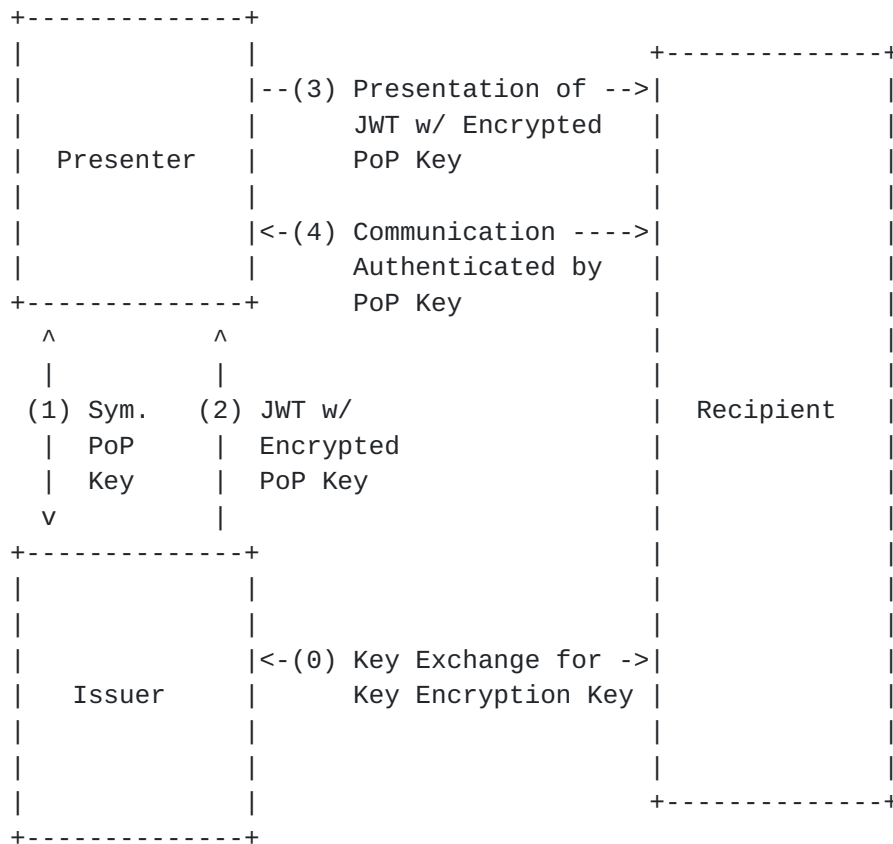 +--------------+
|              |                         +--------------+
|              |--(3) Presentation of -->|              |
|              |      JWT w/ Encrypted   |              |
|  Presenter   |      PoP Key            |              |
|              |                         |              |
|              |<-(4) Communication ---->|              |
|              |      Authenticated by   |              |
+--------------+      PoP Key            |              |
  ^          ^                           |              |
  |          |                           |              |
 (1) Sym.   (2) JWT w/                   |  Recipient   |
  |  PoP     |  Encrypted                |              |
  |  Key     |  PoP Key                  |              |
  v          |                           |              |
+--------------+                         |              |
|              |                         |              |
|              |                         |              |
|              |<-(0) Key Exchange for ->|              |
|   Issuer     |      Key Encryption Key |              |
|              |                         |              |
|              |                         |              |
|              |                         +--------------+
+--------------+